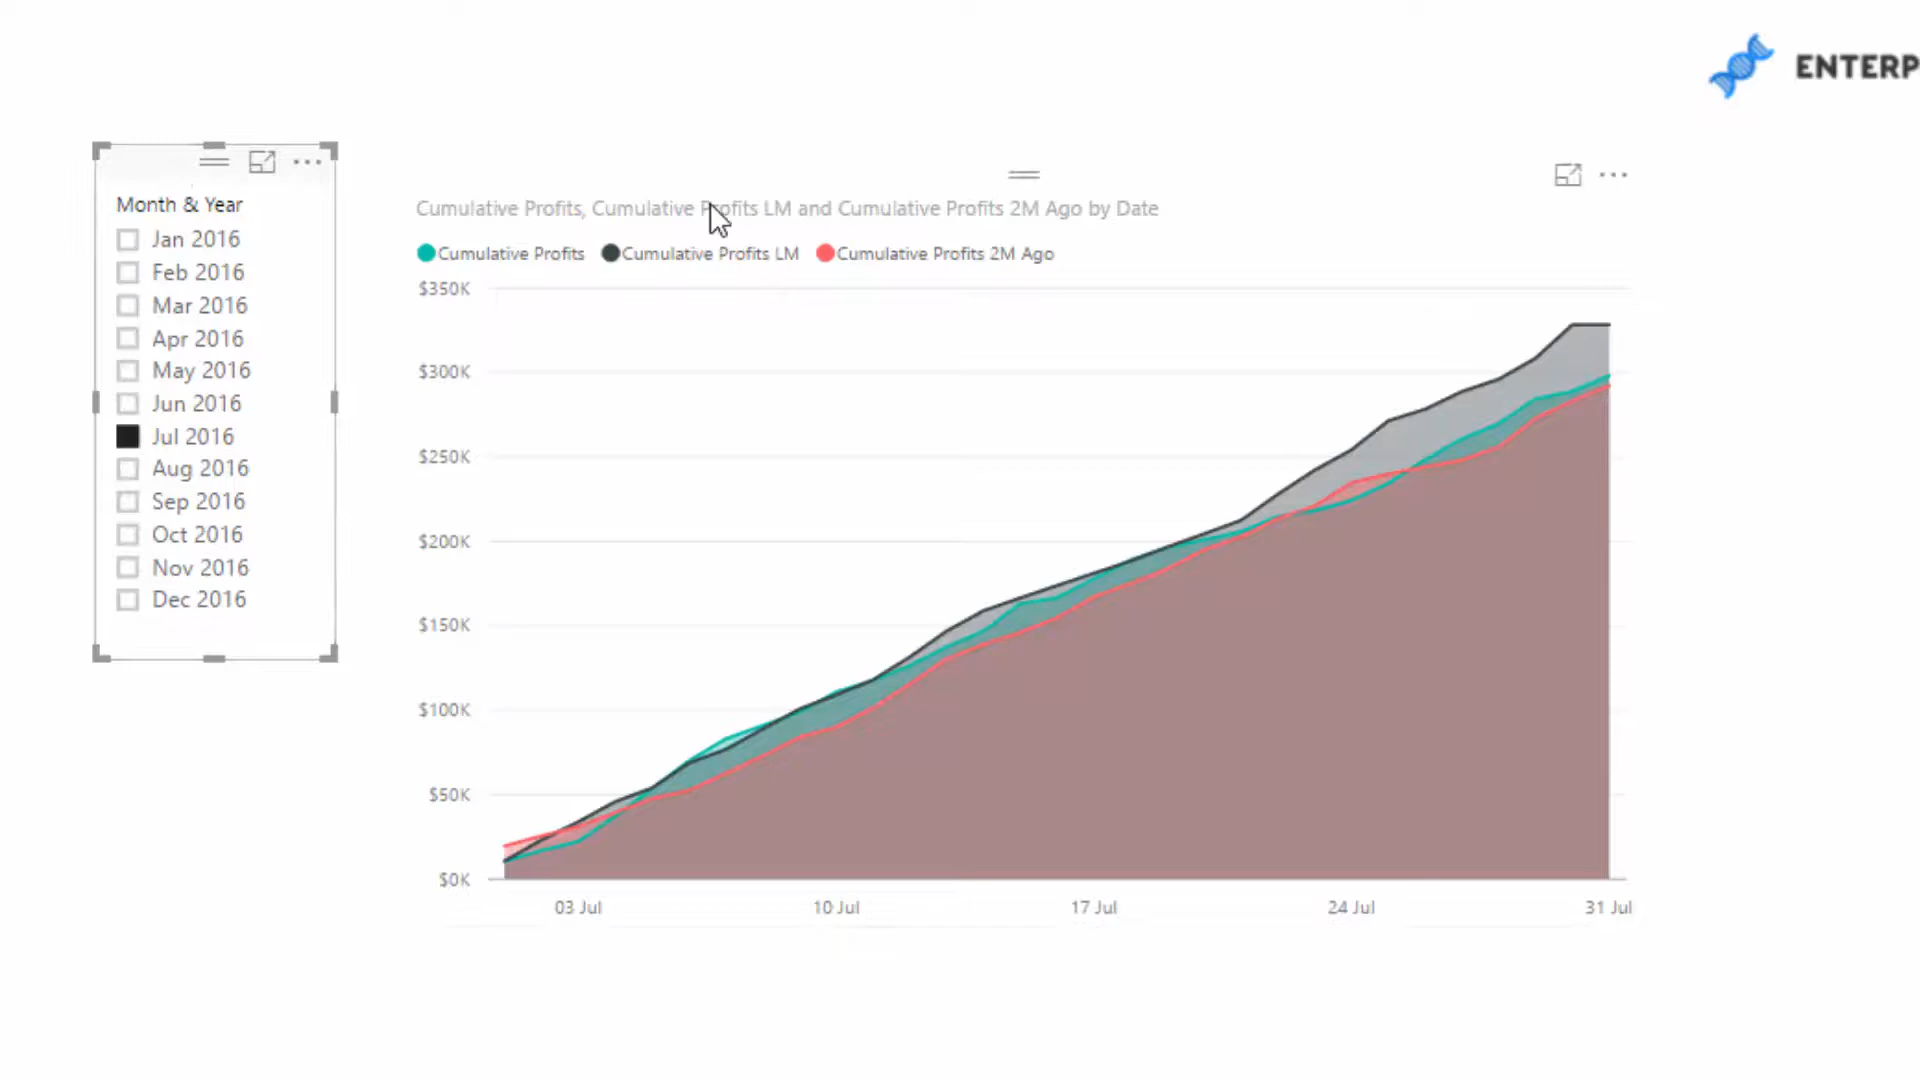 ENTERP
Month & Year
Jan 2016
Feb 2016
Mar 2016
Apr 2016
May 2016
Jun 2016
Jul 2016
Aug 2016
Sep 2016
Oct 2016
Nov 2016
Dec 2016
Cumulative Profits, Cumulative Profits LM and Cumulative Profits 2M Ago by Date
Cumulative Profits Cumulative Profits LM Cumulative Profits 2M Ago
$350K
$300K
$250K
$200K
$150K
$100K
$50K
$0K
03 Jul 10 Jul 17 Jul 24 Jul 31 Jul